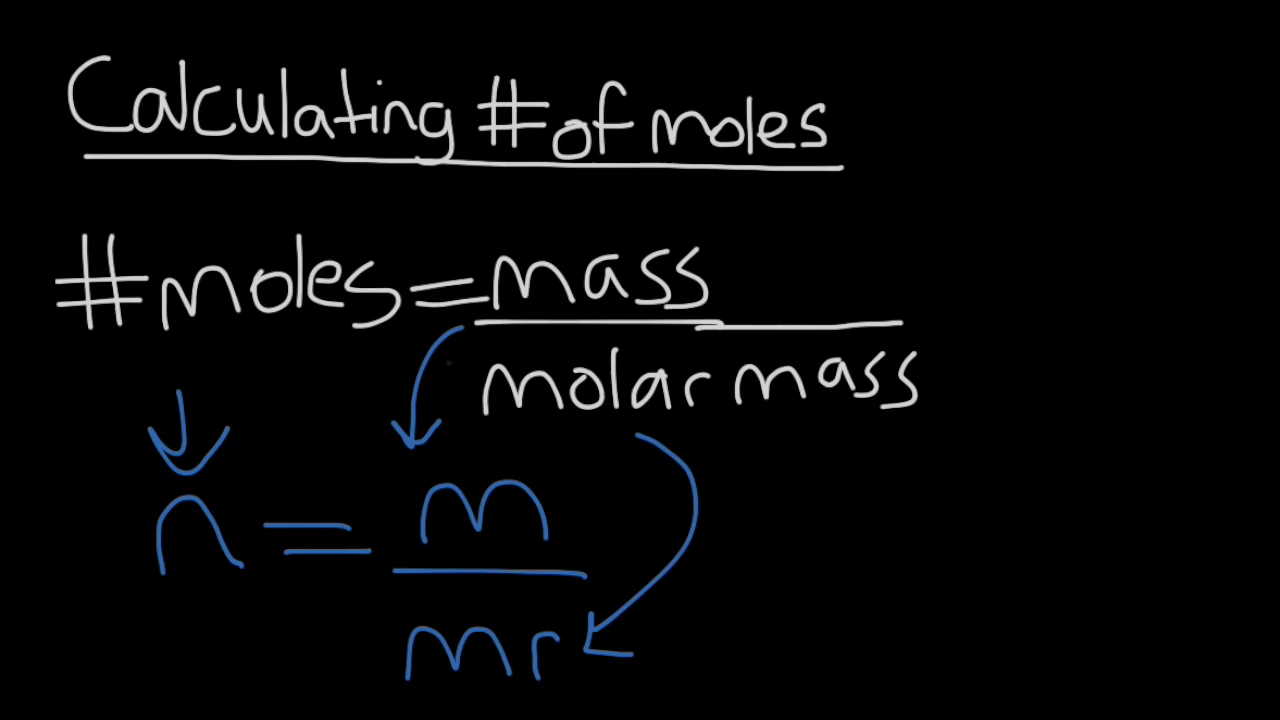 Calculating # of moles
# moles = mass
molar mass
n = m
mr